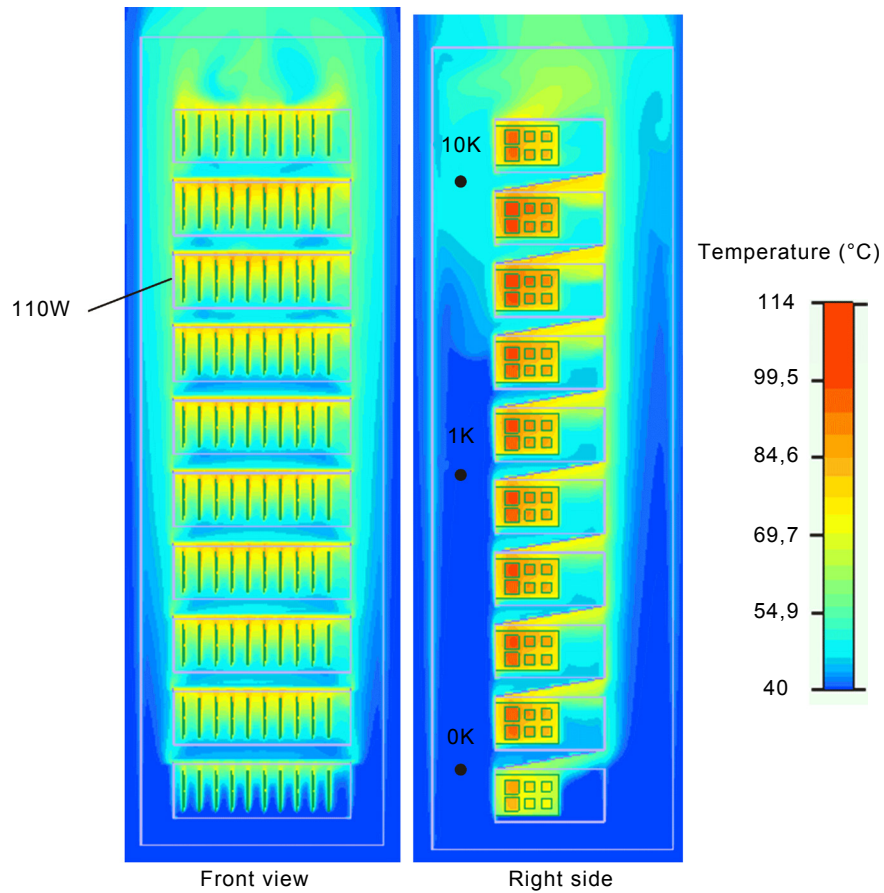 10K
Temperature (°C)
110W
114
99,5
84,6
1K
69,7
54,9
40
0K
Front view
Right side